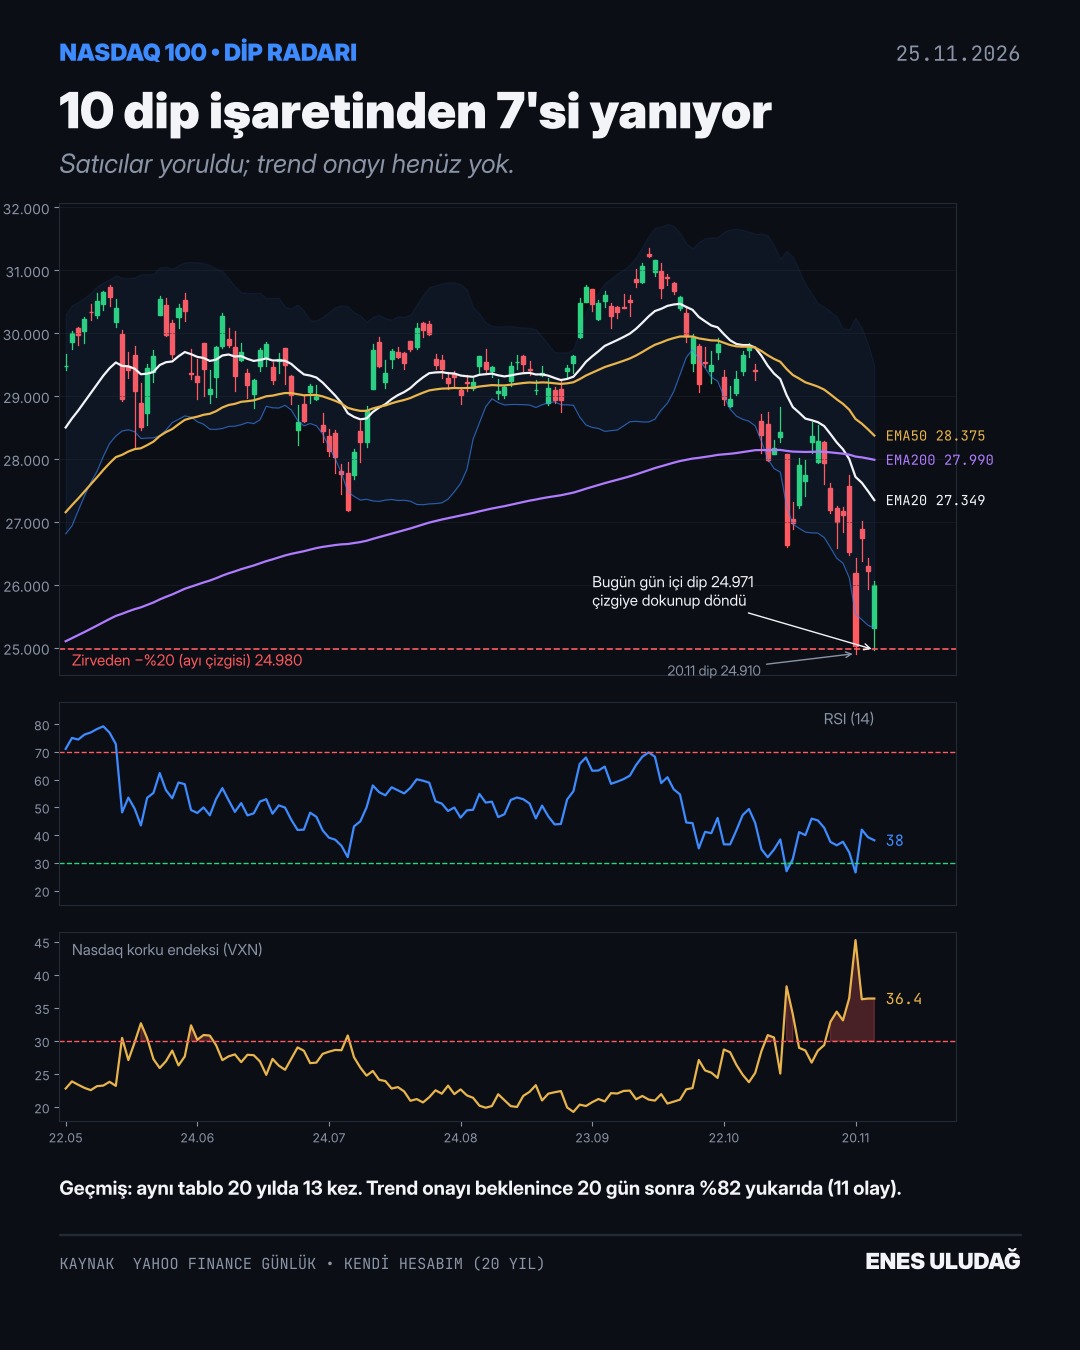 NASDAQ 100 • DİP RADARI
25.11.2026
10 dip işaretinden 7'si yanıyor
Satıcılar yoruldu; trend onayı henüz yok.
32.000
31.000
30.000
29.000
28.000
27.000
26.000
25.000
EMA50 28.375
EMA200 27.990
EMA20 27.349
Bugün gün içi dip 24.971
çizgiye dokunup döndü
Zirveden −%20 (ayı çizgisi) 24.980
20.11 dip 24.910
RSI (14)
80
70
60
50
40
30
20
38
Nasdaq korku endeksi (VXN)
45
40
35
30
25
20
36.4
22.05
24.06
24.07
24.08
23.09
22.10
20.11
Geçmiş: aynı tablo 20 yılda 13 kez. Trend onayı beklenince 20 gün sonra %82 yukarıda (11 olay).
KAYNAK YAHOO FINANCE GÜNLÜK • KENDİ HESABIM (20 YIL)
ENES ULUDAĞ